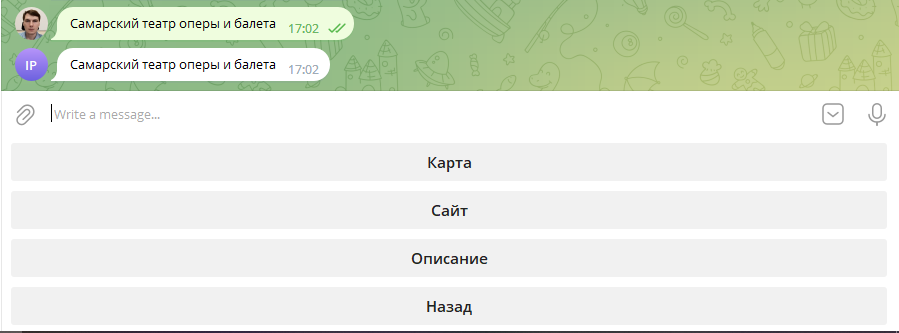 Самарский театр оперы и балета 17:02
IP
Самарский театр оперы и балета 17:02
Write a message...
Карта
Сайт
Описание
Назад